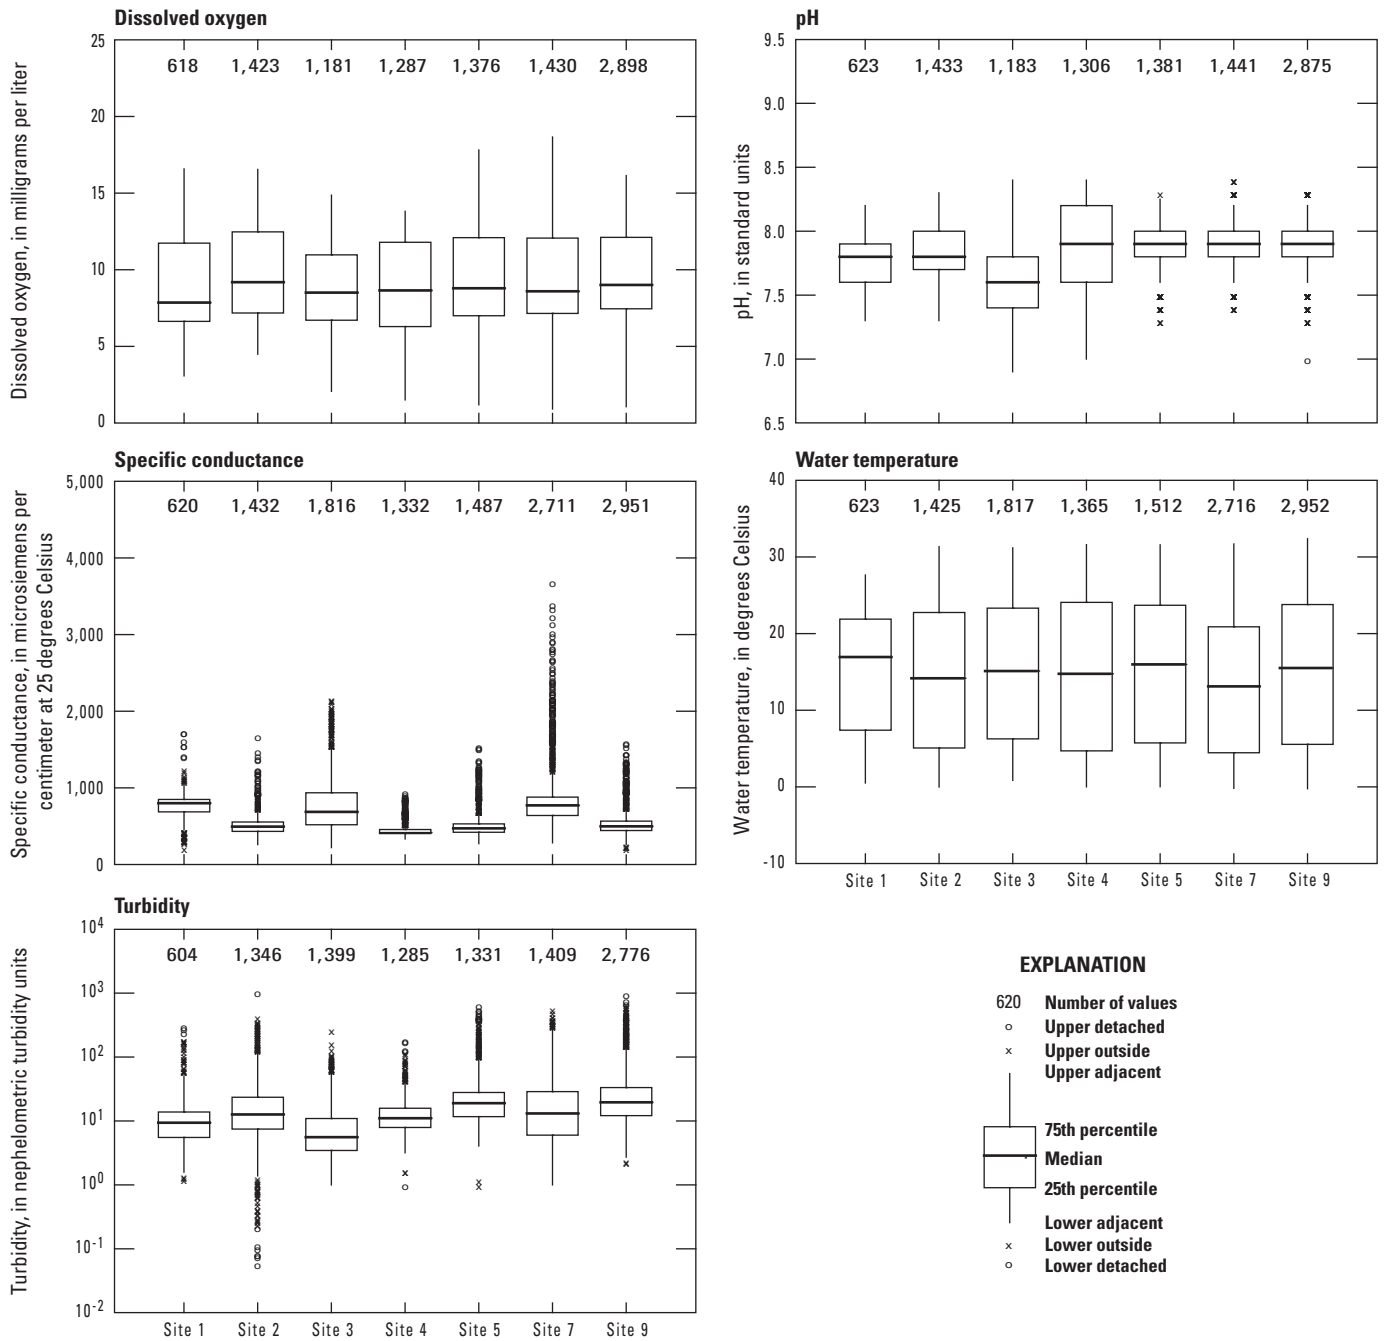 Dissolved oxygen
25
618 1,423 1,181 1,287 1,376 1,430 2,898
20
15
10
5
0
Dissolved oxygen, in milligrams per liter
pH
9.5
623 1,433 1,183 1,306 1,381 1,441 2,875
9.0
8.5
8.0
7.5
7.0
6.5
pH, in standard units
Specific conductance
5,000
620 1,432 1,816 1,332 1,487 2,711 2,951
4,000
3,000
2,000
1,000
0
Specific conductance, in microsiemens per
centimeter at 25 degrees Celsius
Water temperature
40
623 1,425 1,817 1,365 1,512 2,716 2,952
30
20
10
0
-10
Water temperature, in degrees Celsius
Site 1 Site 2 Site 3 Site 4 Site 5 Site 7 Site 9
Turbidity
10⁴
604 1,346 1,399 1,285 1,331 1,409 2,776
10³
10²
10¹
10⁰
10⁻¹
10⁻²
Turbidity, in nephelometric turbidity units
Site 1 Site 2 Site 3 Site 4 Site 5 Site 7 Site 9
EXPLANATION
620 Number of values
Upper detached
Upper outside
Upper adjacent
75th percentile
Median
25th percentile
Lower adjacent
Lower outside
Lower detached